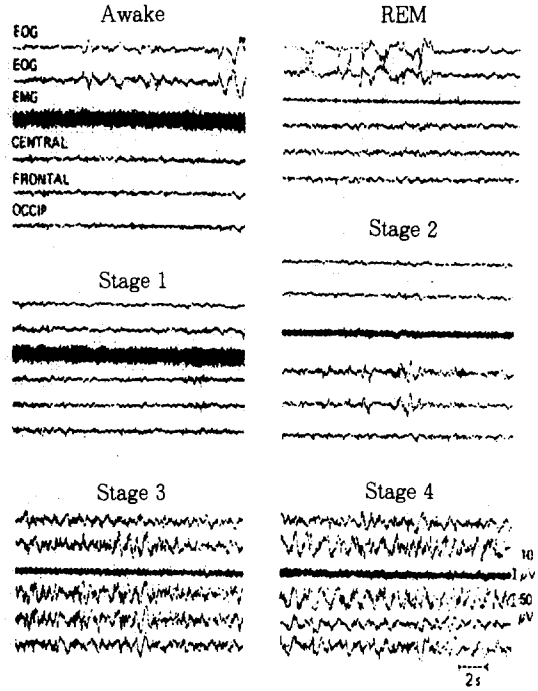 Awake
EOG
EOG
EMG
CENTRAL
FRONTAL
OCCIP
REM
Stage 1
Stage 2
Stage 3
Stage 4
10
μV
50
μV
2s